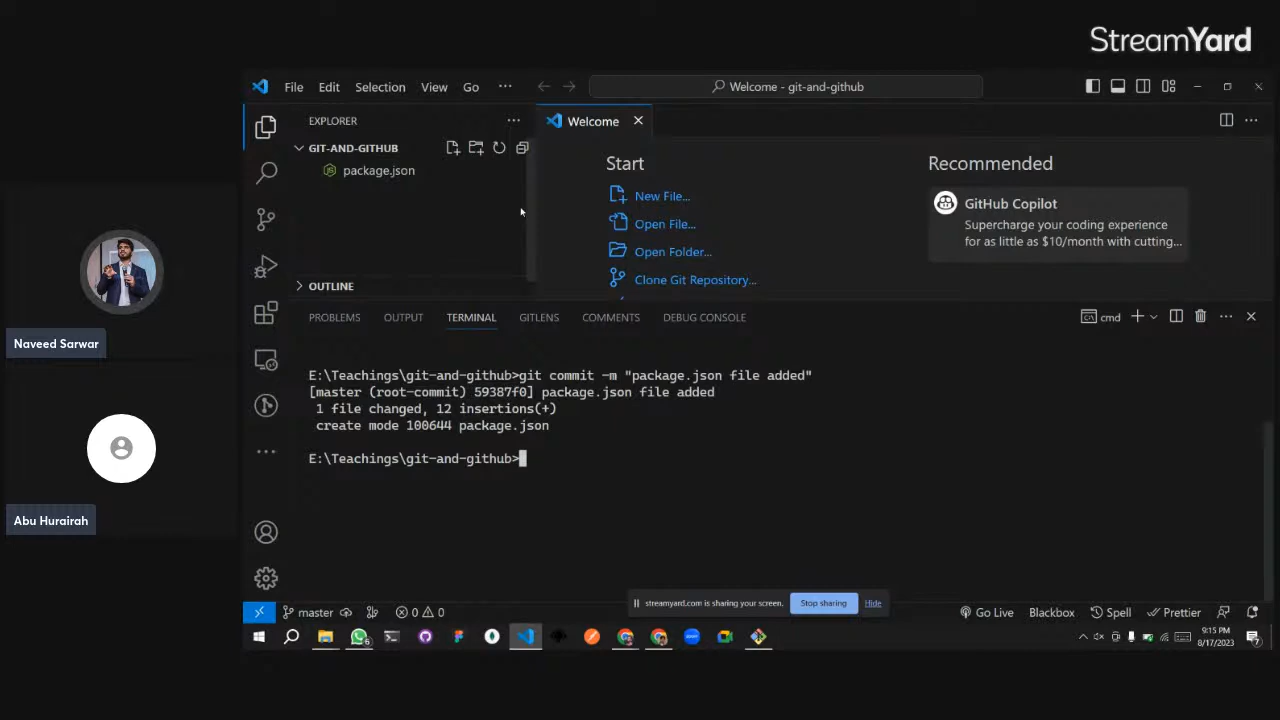 StreamYard
File Edit Selection View Go ···
Welcome - git-and-github
EXPLORER
Welcome
GIT-AND-GITHUB
package.json
Start
New File...
Open File...
Open Folder...
Clone Git Repository...
Recommended
GitHub Copilot
Supercharge your coding experience
for as little as $10/month with cutting...
Naveed Sarwar
Abu Hurairah
OUTLINE
PROBLEMS OUTPUT TERMINAL GITLENS COMMENTS DEBUG CONSOLE
cmd
E:\Teachings\git-and-github>git commit -m "package.json file added"
[master (root-commit) 59387f0] package.json file added
1 file changed, 12 insertions(+)
create mode 100644 package.json
E:\Teachings\git-and-github>
streamyard.com is sharing your screen. Stop sharing Hide
master 0 0 Go Live Blackbox Spell Prettier
9:15 PM
8/17/2023